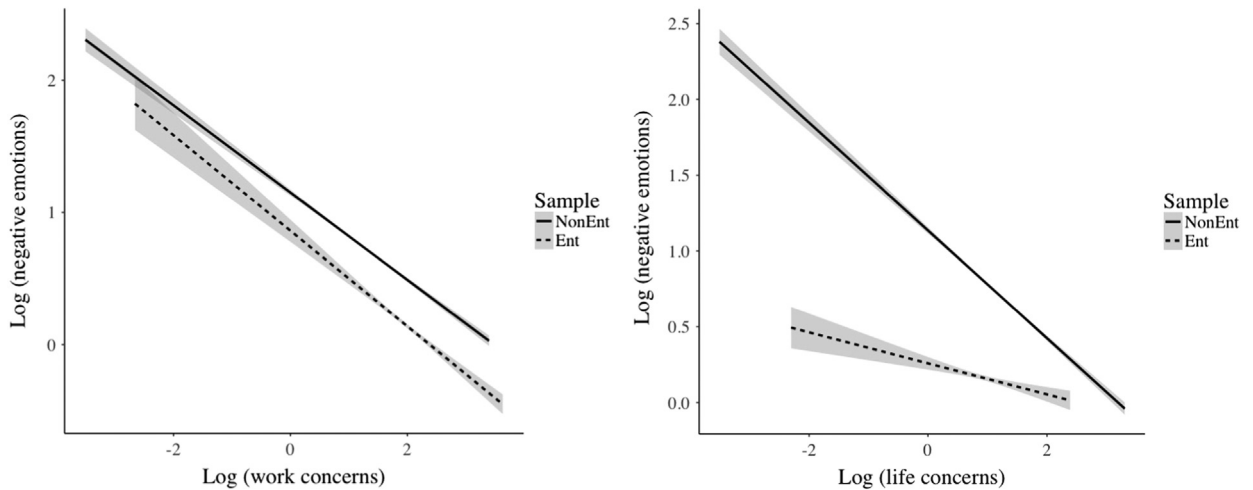 Log (negative emotions)
2
1
0
-2
0
2
Log (work concerns)
Sample
NonEnt
Ent
Log (negative emotions)
2.5
2.0
1.5
1.0
0.5
0.0
-2
0
2
Log (life concerns)
Sample
NonEnt
Ent